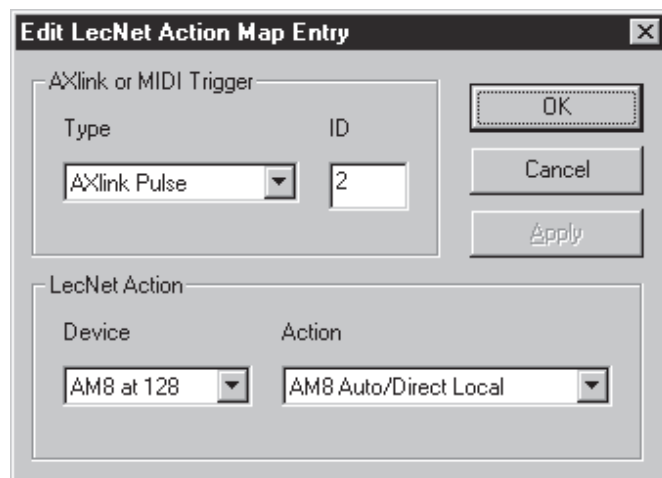 Edit LecNet Action Map Entry
AXlink or MIDI Trigger
Type ID
AXlink Pulse 2
OK
Cancel
Apply
LecNet Action
Device Action
AM8 at 128 AM8 Auto/Direct Local